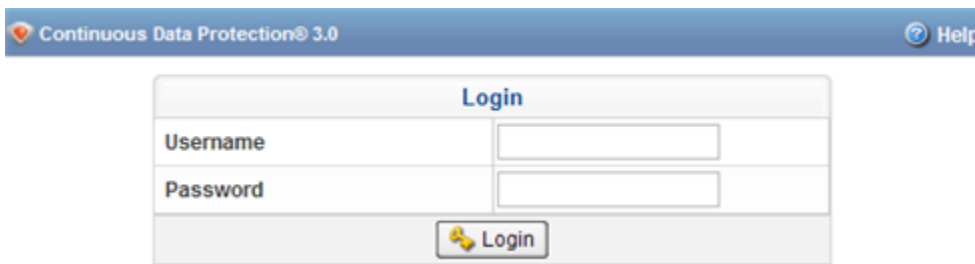 Continuous Data Protection® 3.0 Help
Login
Username
Password
Login